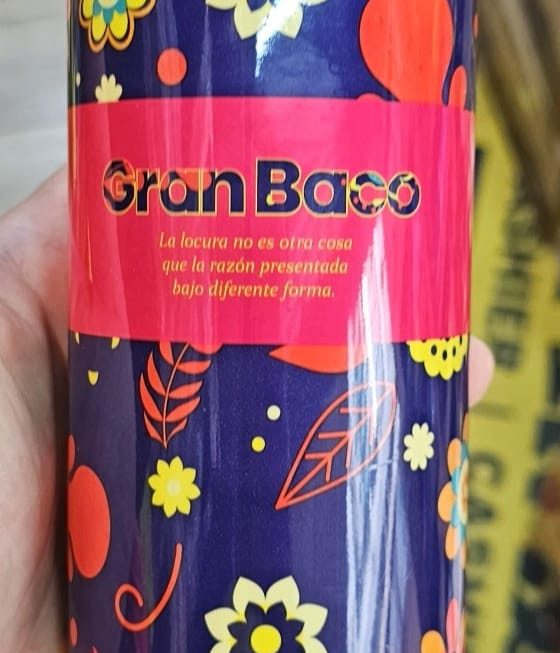 Gran Baco
La locura no es otra cosa
que la razón presentada
bajo diferente forma.